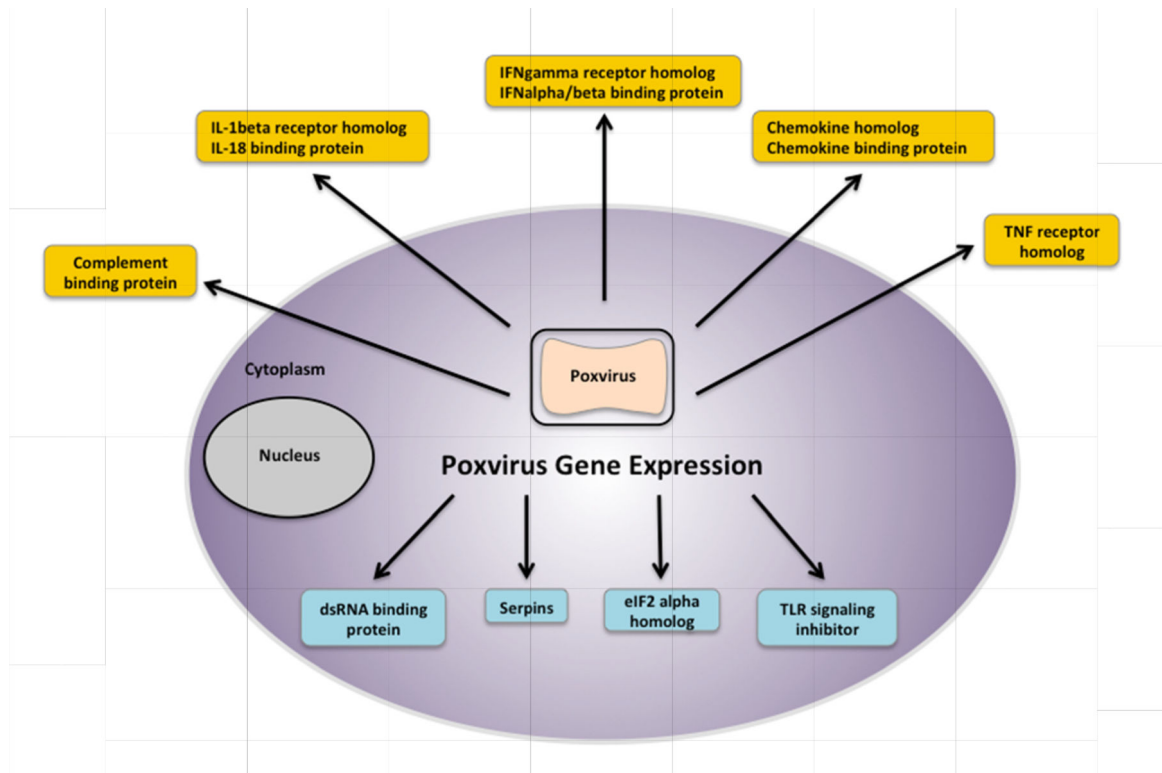 IFNgamma receptor homolog
IFNalpha/beta binding protein
IL-1beta receptor homolog
IL-18 binding protein
Chemokine homolog
Chemokine binding protein
TNF receptor
homolog
Complement
binding protein
Cytoplasm
Poxvirus
Nucleus
Poxvirus Gene Expression
dsRNA binding
protein
Serpins
eIF2 alpha
homolog
TLR signaling
inhibitor